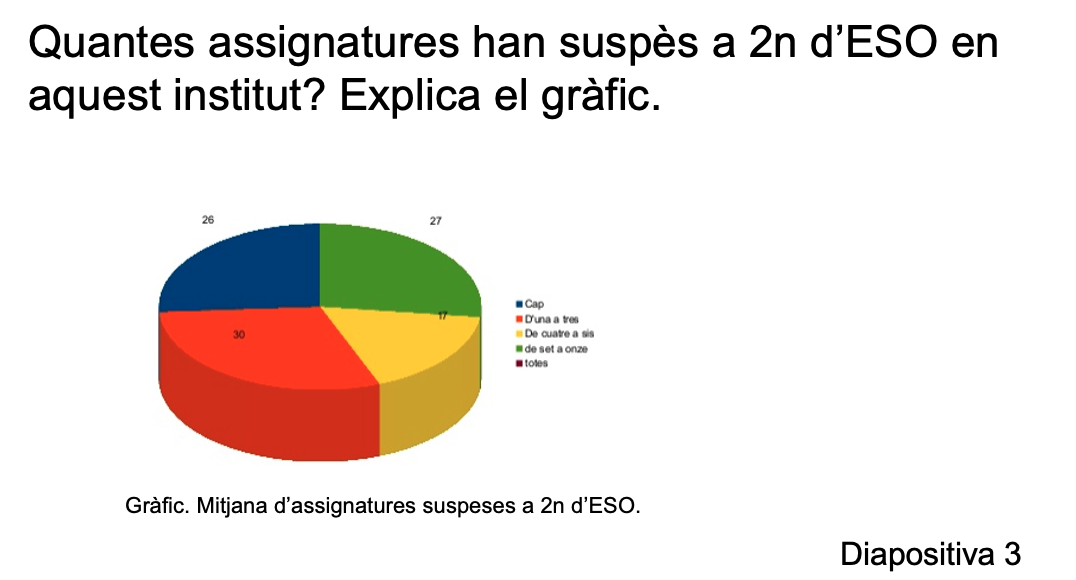 Quantes assignatures han suspès a 2n d’ESO en
aquest institut? Explica el gràfic.
26
27
17
30
Cap
D'una a tres
De cuatre a sis
de set a onze
totes
Gràfic. Mitjana d’assignatures suspeses a 2n d’ESO.
Diapositiva 3